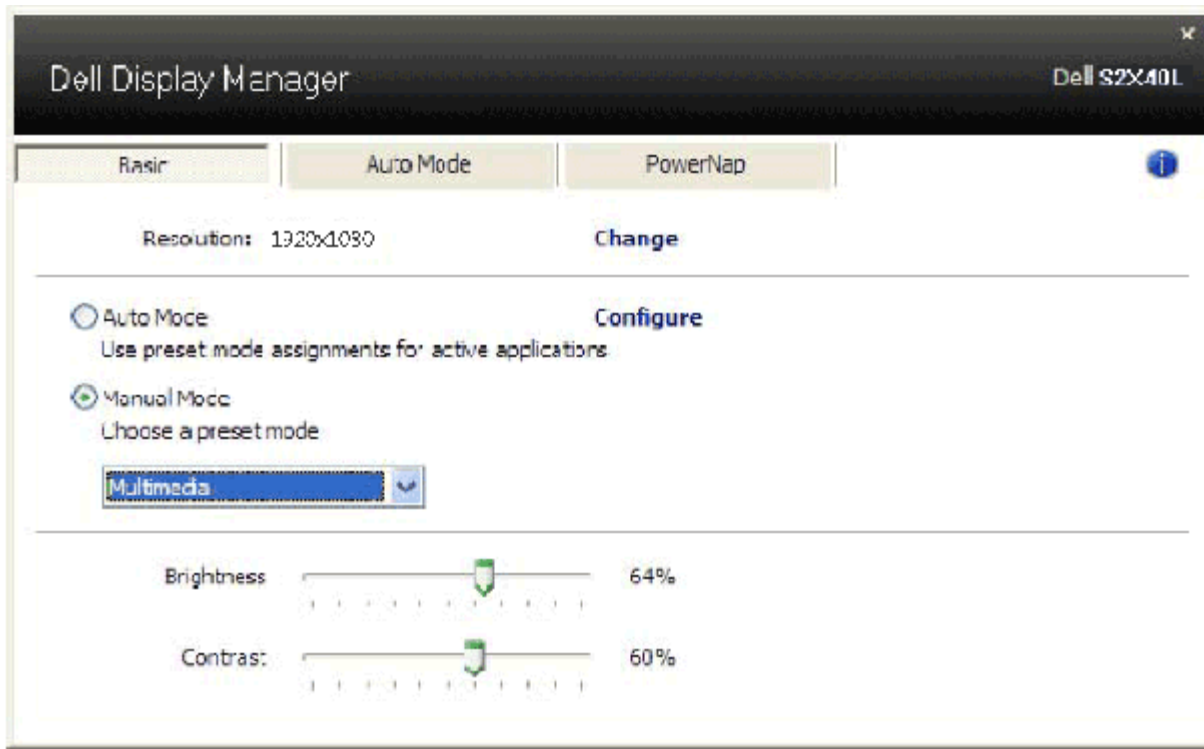 Dell Display Manager
Dell S2X40L
Basic
Auto Mode
PowerNap
Resolution: 1920x1080
Change
Auto Mode
Configure
Use preset mode assignments for active applications
Manual Mode
Choose a preset mode
Multimedia
Brightness
64%
Contrast
60%